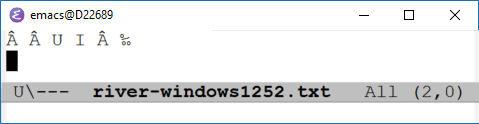 emacs@D22689
Â Â U I Â ‰
U\--- river-windows1252.txt All (2,0)